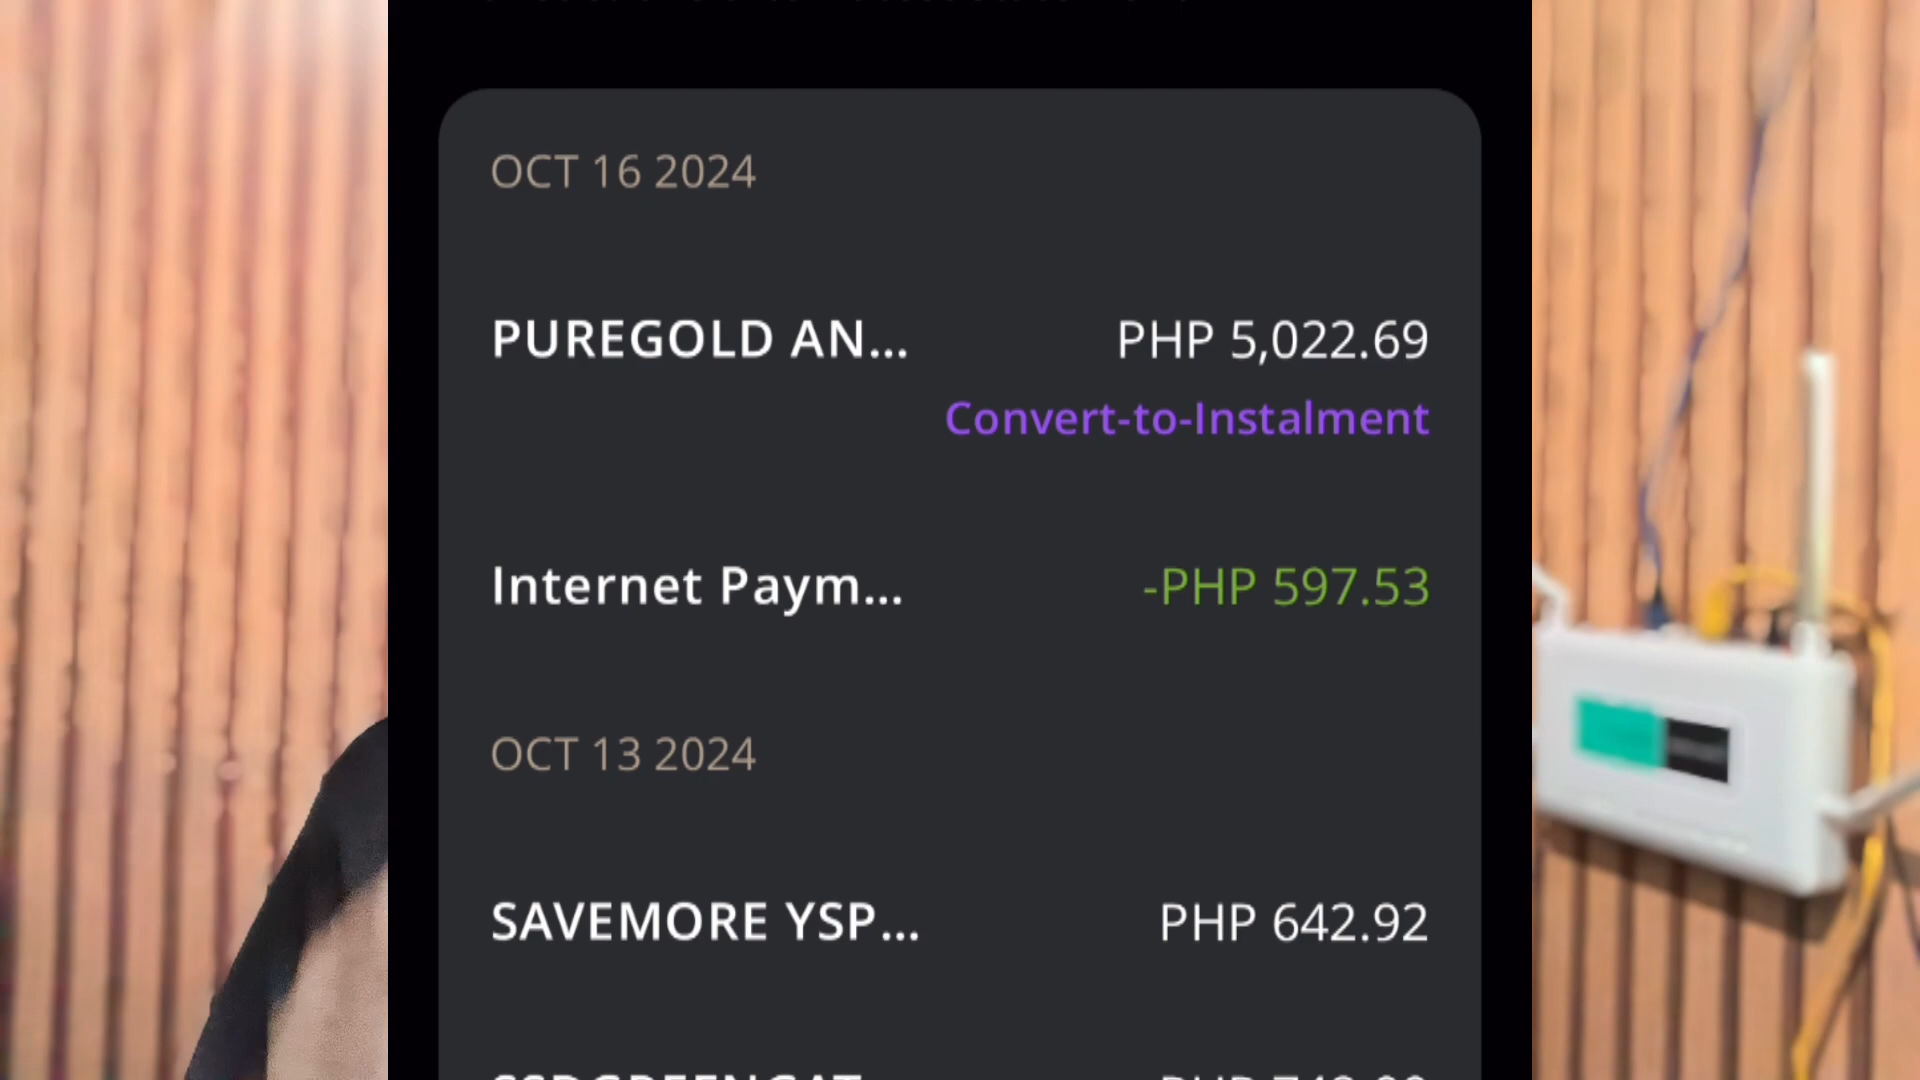 OCT 16 2024
PUREGOLD AN...
PHP 5,022.69
Convert-to-Instalment
Internet Paym...
-PHP 597.53
OCT 13 2024
SAVEMORE YSP...
PHP 642.92